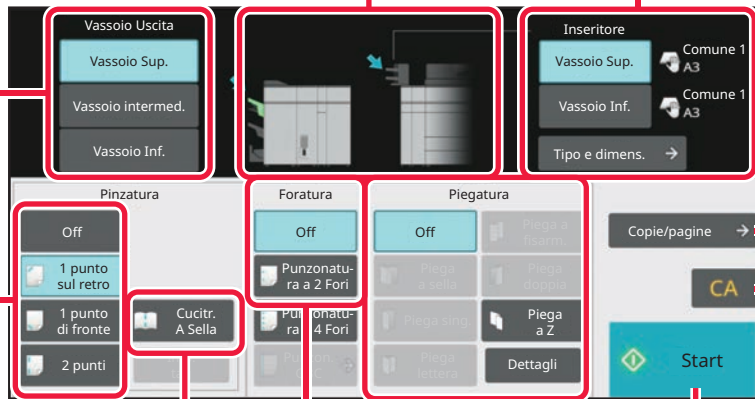 Vassoio Uscita
Vassoio Sup.
Vassoio intermed.
Vassoio Inf.
Inseritore
Vassoio Sup.
Comune 1
A3
Vassoio Inf.
Comune 1
A3
Tipo e dimens.
Pinzatura
Off
1 punto
sul retro
1 punto
di fronte
2 punti
Cucitr.
A Sella
Foratura
Off
Punzonatu-
ra a 2 Fori
Punzonatu-
ra 4 Fori
Piegatura
Off
Piega a
fisarm.
Piega
a sella
Piega
doppia
Piega sing.
Piega
a Z
Piega
lettera
Dettagli
Copie/pagine
CA
Start